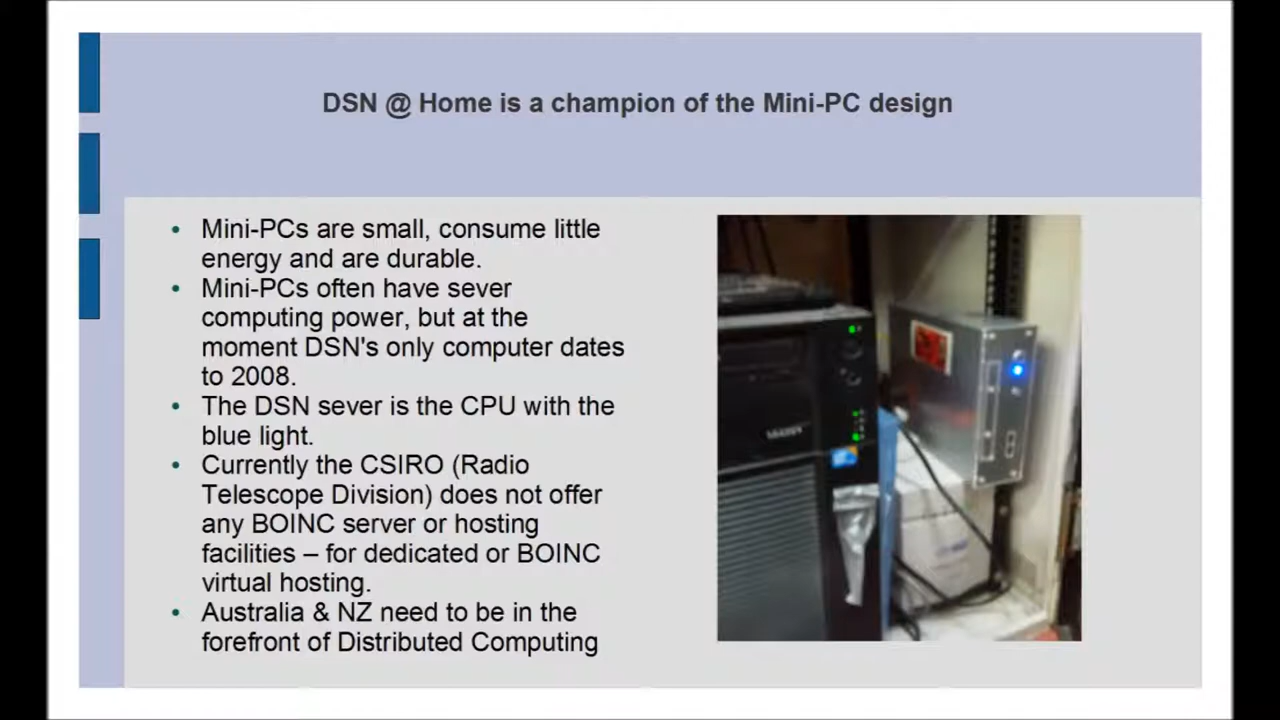 DSN @ Home is a champion of the Mini-PC design
• Mini-PCs are small, consume little
energy and are durable.
• Mini-PCs often have sever
computing power, but at the
moment DSN's only computer dates
to 2008.
• The DSN sever is the CPU with the
blue light.
• Currently the CSIRO (Radio
Telescope Division) does not offer
any BOINC server or hosting
facilities – for dedicated or BOINC
virtual hosting.
• Australia & NZ need to be in the
forefront of Distributed Computing